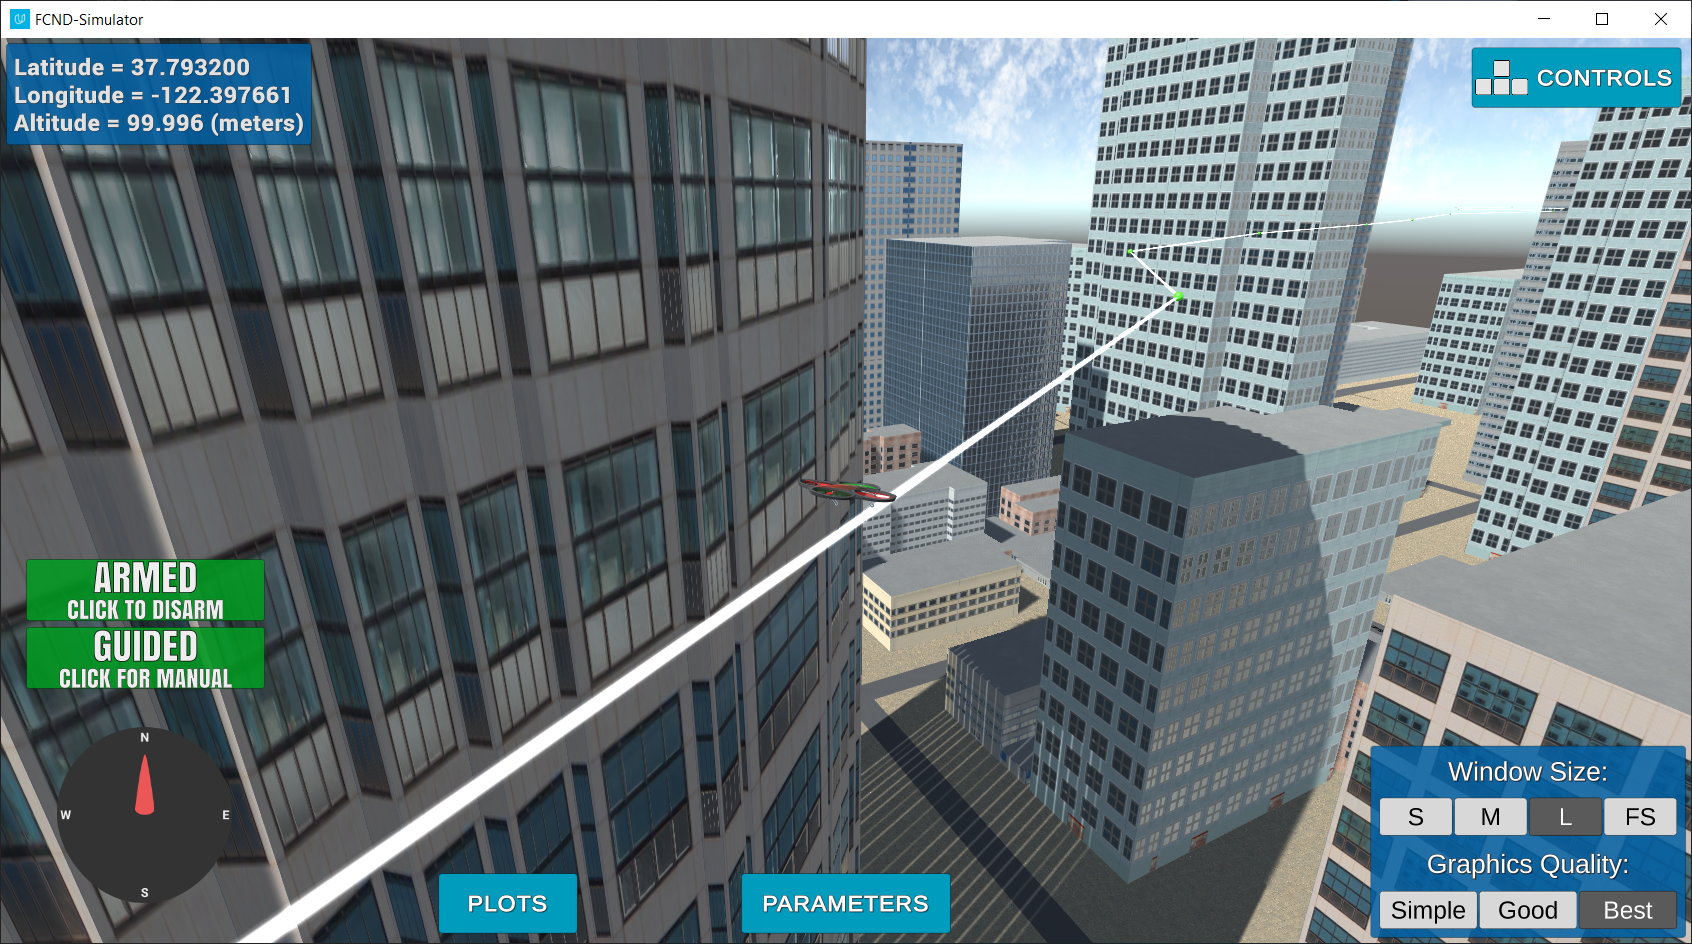 FCND-Simulator
Latitude = 37.793200
Longitude = -122.397661
Altitude = 99.996 (meters)
CONTROLS
ARMED
CLICK TO DISARM
GUIDED
CLICK FOR MANUAL
N
W
E
S
PLOTS
PARAMETERS
Window Size:
S M L FS
Graphics Quality:
Simple Good Best